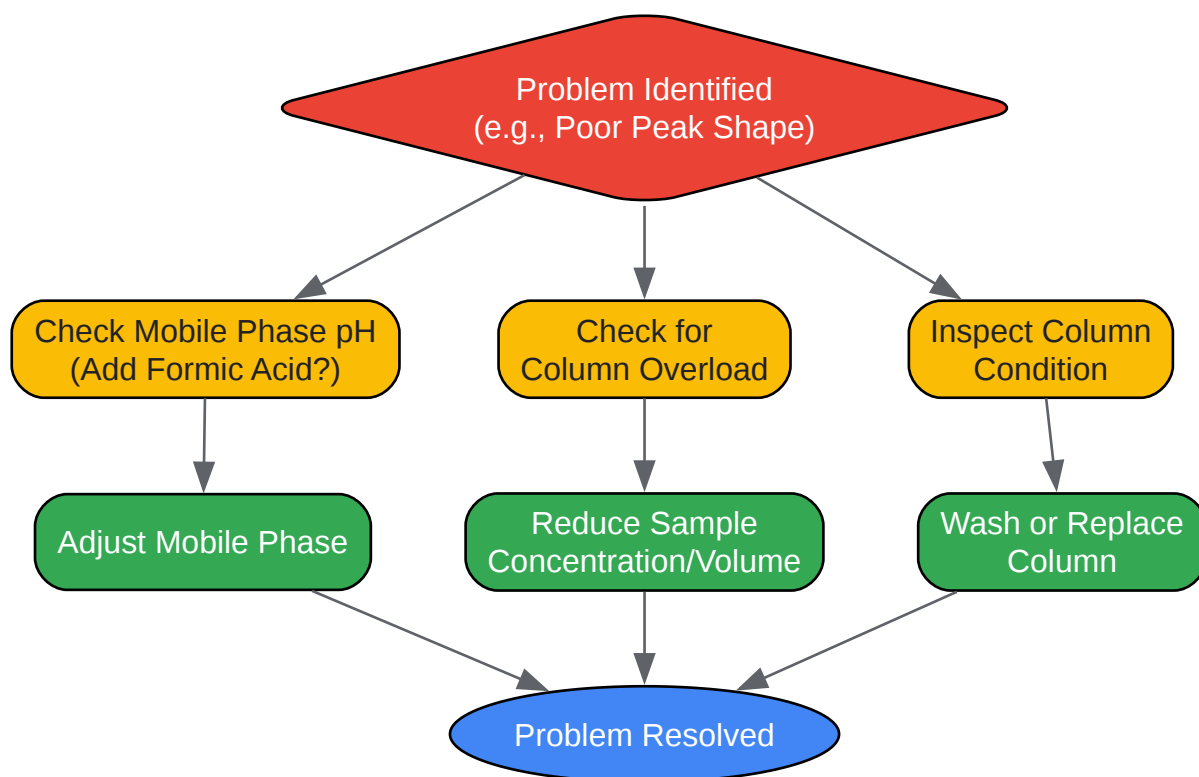 Problem Identified
(e.g., Poor Peak Shape)
Check Mobile Phase pH
(Add Formic Acid?)
Check for
Column Overload
Inspect Column
Condition
Adjust Mobile Phase
Reduce Sample
Concentration/Volume
Wash or Replace
Column
Problem Resolved